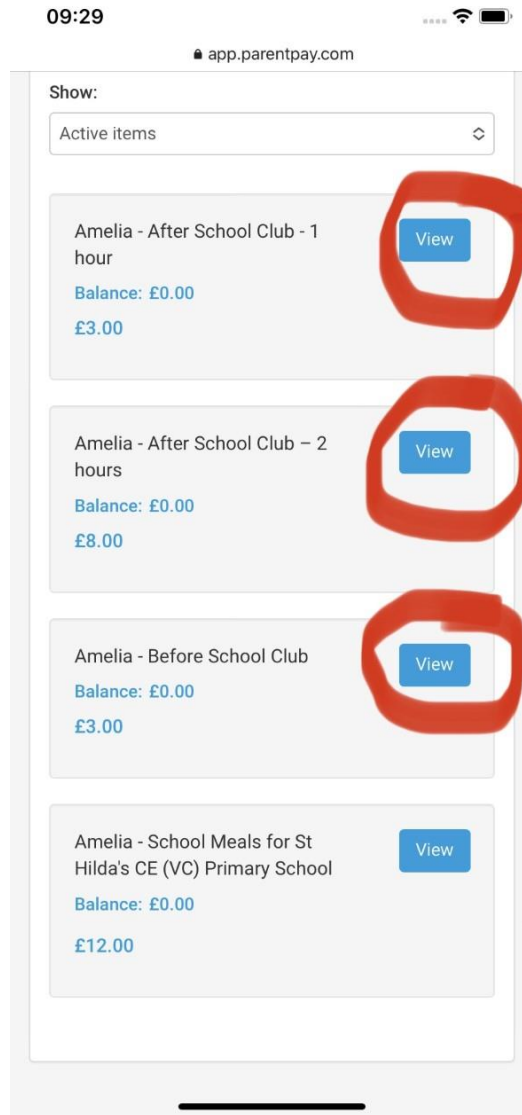 09:29
app.parentpay.com
Show:
Active items
Amelia - After School Club - 1
hour
View
Balance: £0.00
£3.00
Amelia - After School Club – 2
hours
View
Balance: £0.00
£8.00
Amelia - Before School Club
View
Balance: £0.00
£3.00
Amelia - School Meals for St
Hilda's CE (VC) Primary School
View
Balance: £0.00
£12.00